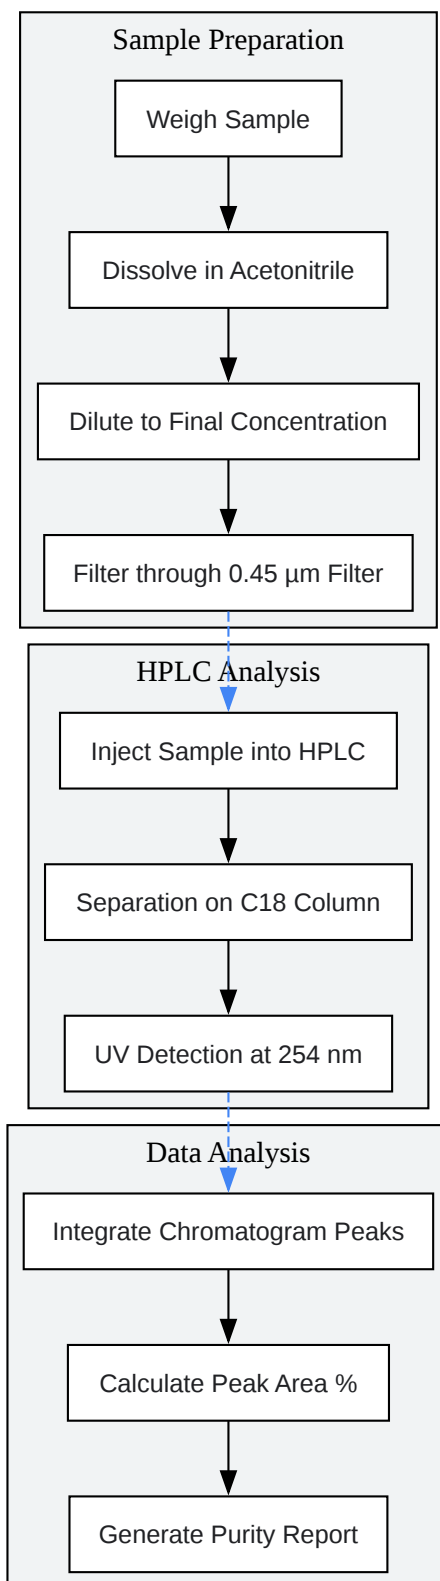 Sample Preparation
Weigh Sample
Dissolve in Acetonitrile
Dilute to Final Concentration
Filter through 0.45 µm Filter
HPLC Analysis
Inject Sample into HPLC
Separation on C18 Column
UV Detection at 254 nm
Data Analysis
Integrate Chromatogram Peaks
Calculate Peak Area %
Generate Purity Report